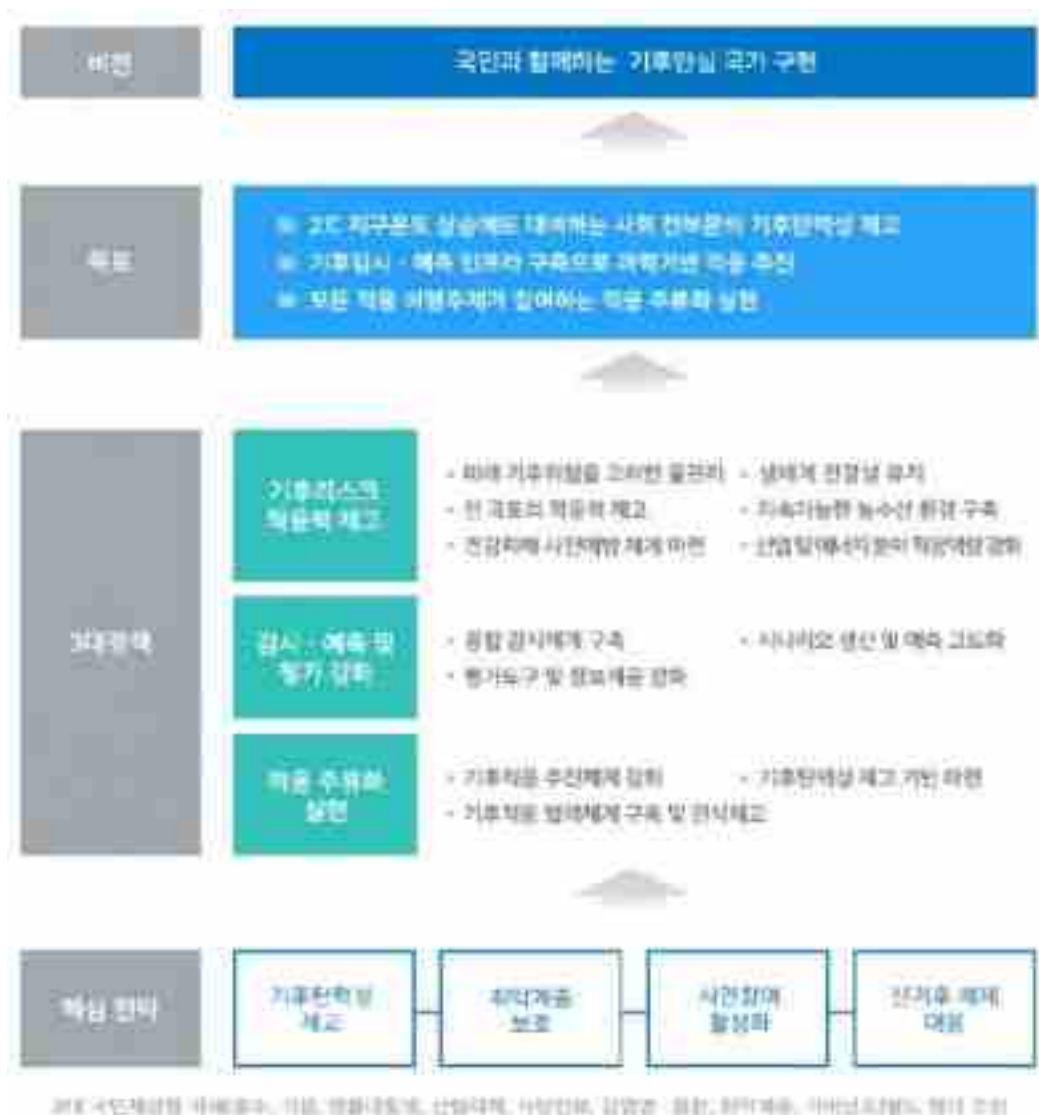 비전
국민과 함께하는 기후안심 국가 구현
목표
2℃ 지구온도 상승에도 대비하는 사회 전부문의 기후탄력성 제고
기후감시·예측 인프라 구축으로 과학기반 적응 추진
모든 적응 이행주체가 참여하는 적응 주류화 실현
3대정책
기후리스크
적응력 제고
• 미래 기후위험을 고려한 물관리
• 생태계 건강성 유지
• 전 국토의 적응력 제고
• 지속가능한 농수산 환경 구축
• 건강피해 사전예방 체계 마련
• 산업 및 에너지 분야 적응역량 강화
감시·예측 및
평가 강화
• 종합 감시체계 구축
• 시나리오 생산 및 예측 고도화
• 평가도구 및 정보제공 강화
적응 주류화
실현
• 기후적응 추진체계 강화
• 기후탄력성 제고 기반 마련
• 기후적응 협력체계 구축 및 인식제고
핵심 전략
기후탄력성
제고
취약계층
보호
시민참여
활성화
신기후 체제
대응